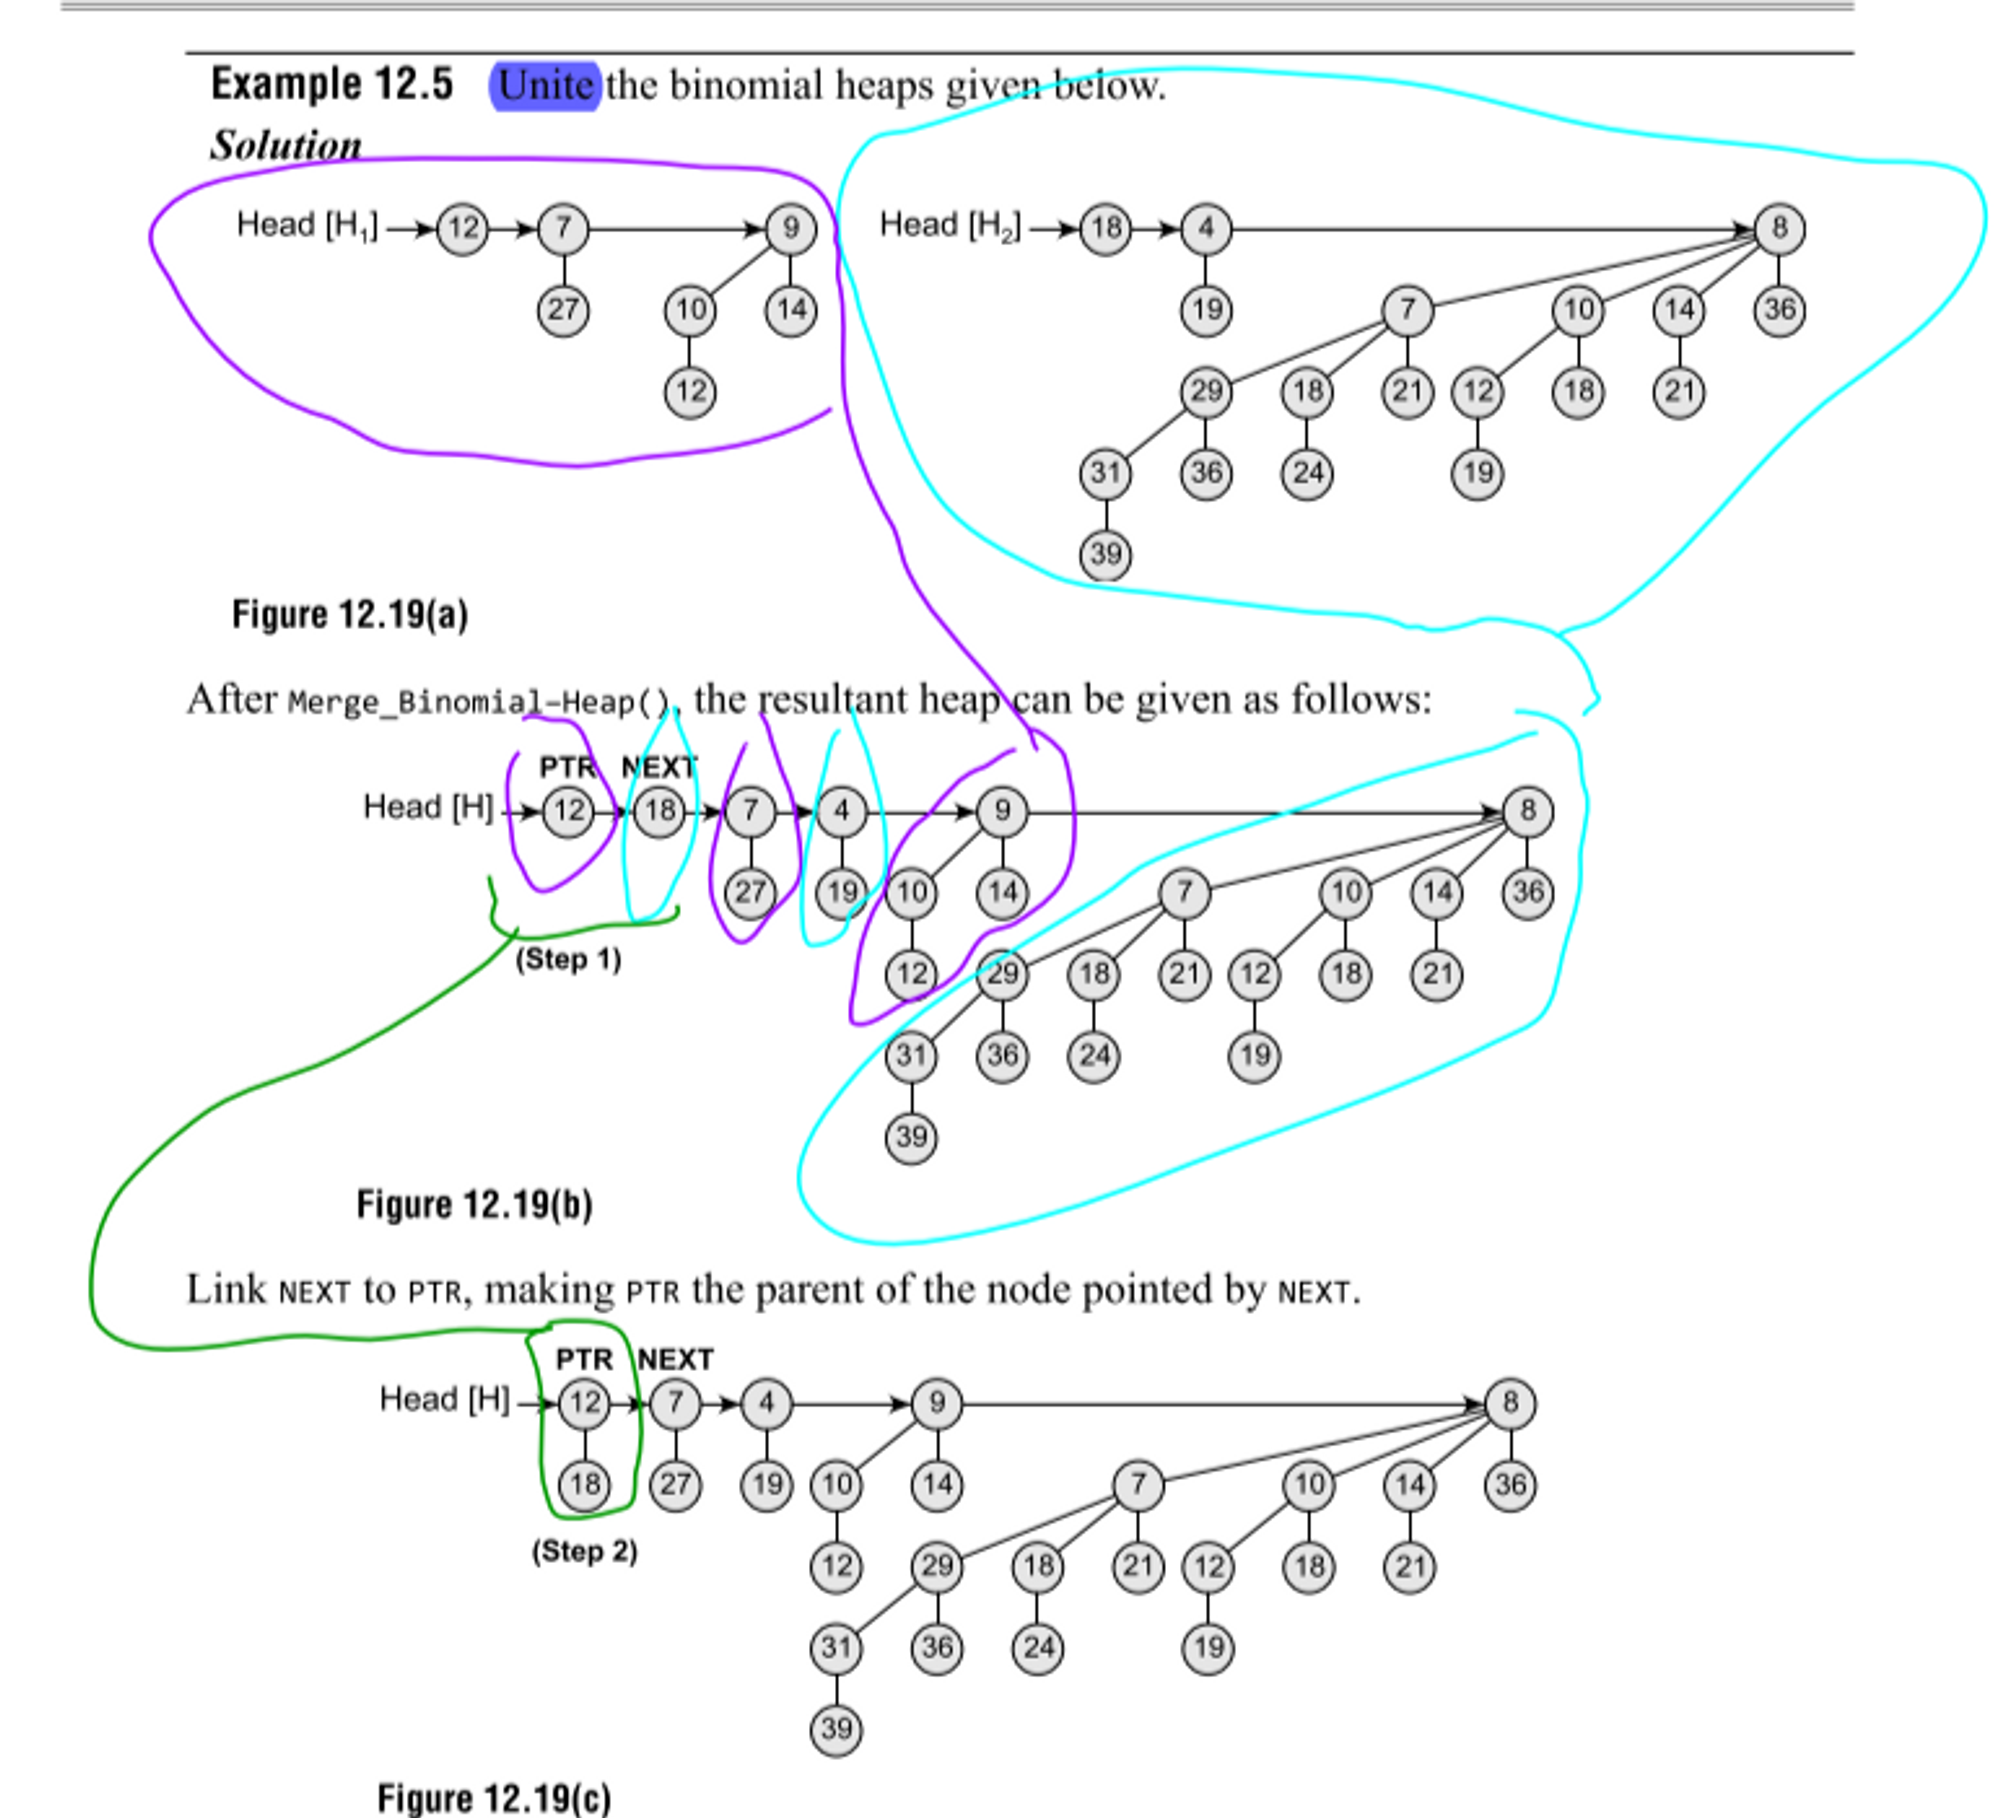 Example 12.5 Unite the binomial heaps given below.
Solution
Head [H₁] 12 7 9 Head [H₂] 18 4 8
27 10 14 19 7 10 14 36
12 29 18 21 12 18 21
31 36 24 19
39
Figure 12.19(a)
After Merge_Binomial-Heap(), the resultant heap can be given as follows:
PTR NEXT
Head [H] 12 18 7 4 9 8
27 19 10 14 7 10 14 36
(Step 1) 12 29 18 21 12 18 21
31 36 24 19
39
Figure 12.19(b)
Link NEXT to PTR, making PTR the parent of the node pointed by NEXT.
PTR NEXT
Head [H] 12 7 4 9 8
18 27 19 10 14 7 10 14 36
(Step 2) 12 29 18 21 12 18 21
31 36 24 19
39
Figure 12.19(c)